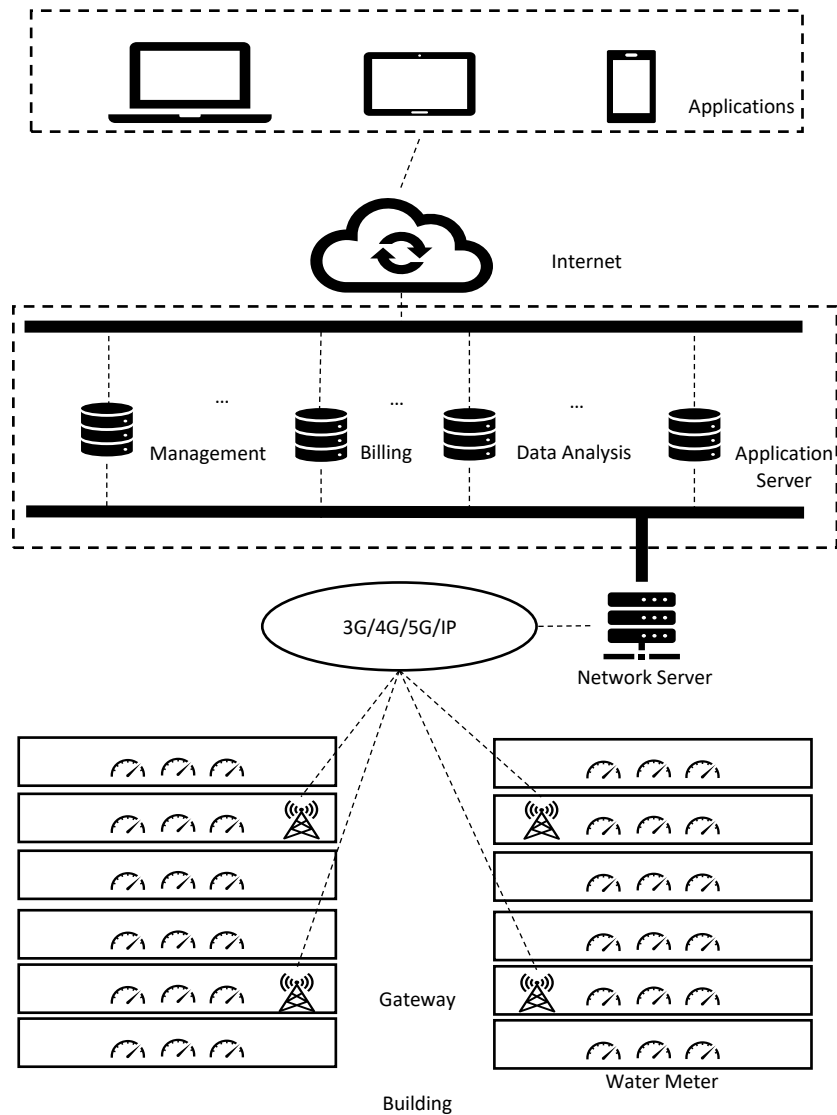 Applications
Internet
...
...
...
Management
Billing
Data Analysis
Application
Server
3G/4G/5G/IP
Network Server
Gateway
Water Meter
Building